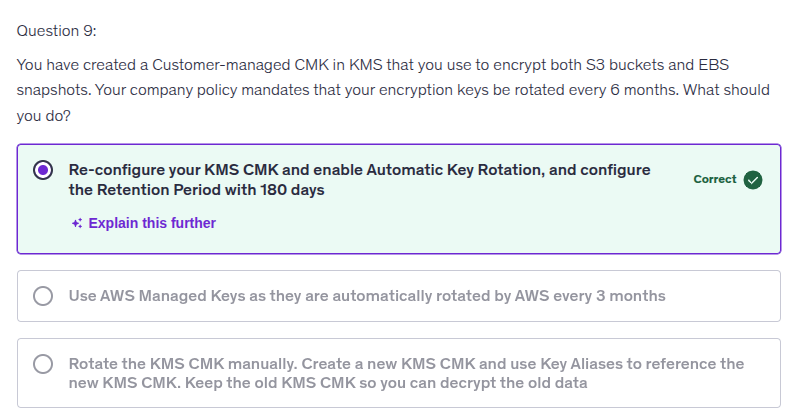 Question 9:
You have created a Customer-managed CMK in KMS that you use to encrypt both S3 buckets and EBS
snapshots. Your company policy mandates that your encryption keys be rotated every 6 months. What should
you do?
Re-configure your KMS CMK and enable Automatic Key Rotation, and configure
the Retention Period with 180 days
Correct
Explain this further
Use AWS Managed Keys as they are automatically rotated by AWS every 3 months
Rotate the KMS CMK manually. Create a new KMS CMK and use Key Aliases to reference the
new KMS CMK. Keep the old KMS CMK so you can decrypt the old data